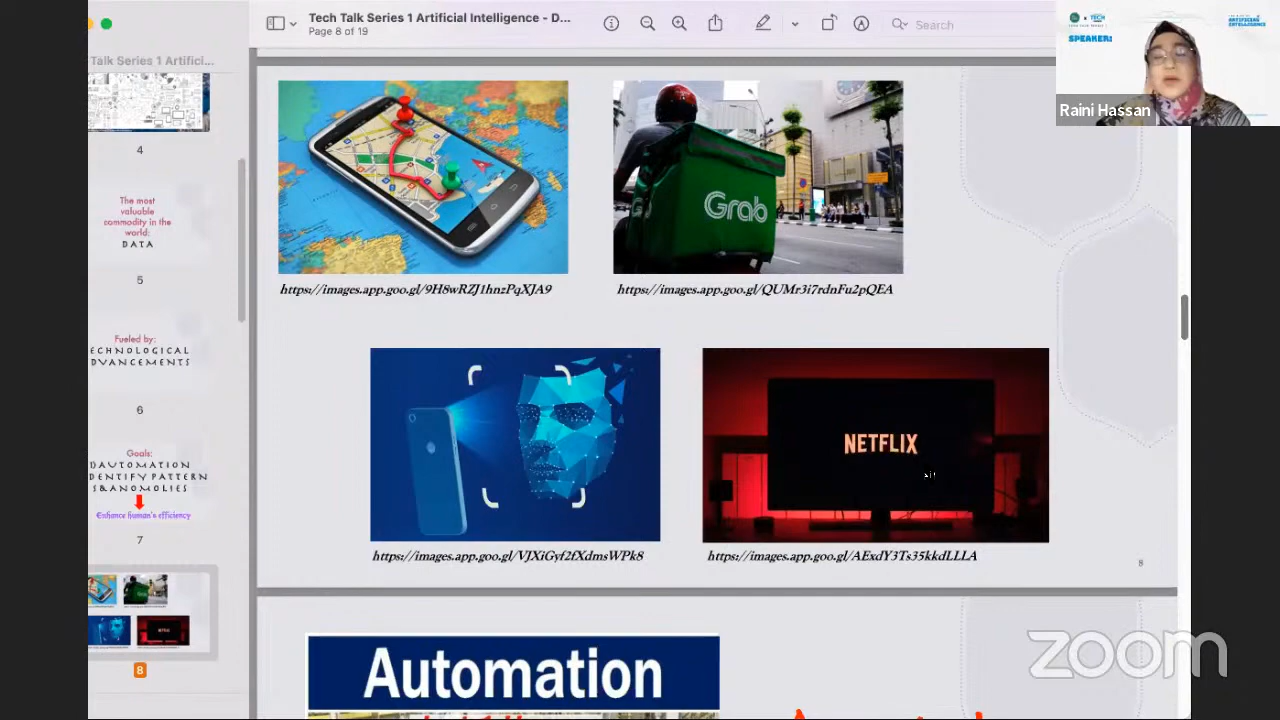 Tech Talk Series 1 Artificial Intelligence - D...
Page 8 of 19
Search
TECH
SPEAKER:
ARTIFICIAL
INTELLIGENCE
Raini Hassan
Talk Series 1 Artifici...
4
The most
valuable
commodity in the
world:
DATA
5
Fueled by:
ECHNOLOGICAL
DVANCEMENTS
6
Goals:
AUTOMATION
DENTIFY PATTERN
S&ANOMOLIES
Enhance human's efficiency
7
8
Grab
https://images.app.goo.gl/9H8wRZJ1hnzPqXJA9
https://images.app.goo.gl/QUMr3i7rdnFu2pQEA
NETFLIX
https://images.app.goo.gl/VJXiGyf2fXdmsWPk8
https://images.app.goo.gl/AExdY3Ts35kkdLLLA
8
Automation
zoom